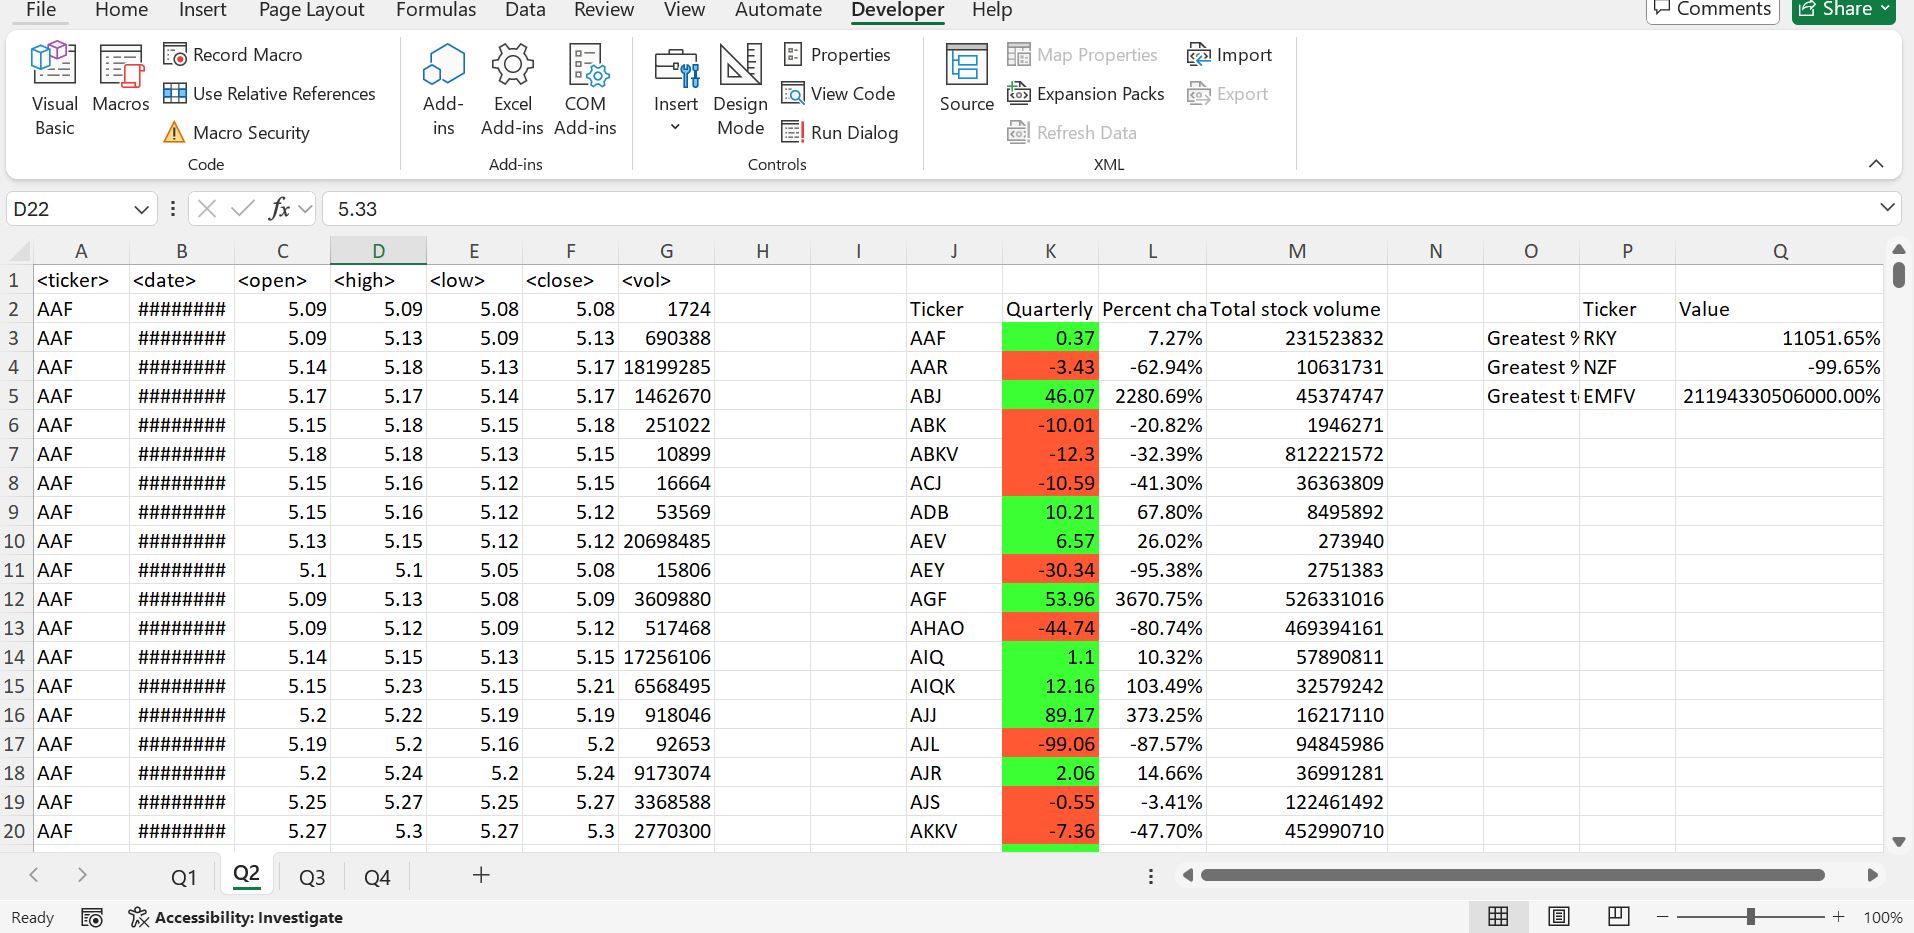 File Home Insert Page Layout Formulas Data Review View Automate Developer Help Comments Share
Visual Basic Macros Record Macro Use Relative References Macro Security
Code
Add-ins Excel Add-ins COM Add-ins
Add-ins
Insert Design Mode Properties View Code Run Dialog
Controls
Source Map Properties Expansion Packs Refresh Data Import Export
XML
D22 fx 5.33
A B C D E F G H I J K L M N O P Q
1 <ticker> <date> <open> <high> <low> <close> <vol>
2 AAF ######## 5.09 5.09 5.08 5.08 1724 Ticker Quarterly Percent cha Total stock volume Ticker Value
3 AAF ######## 5.09 5.13 5.09 5.13 690388 AAF 0.37 7.27% 231523832 Greatest % RKY 11051.65%
4 AAF ######## 5.14 5.18 5.13 5.17 18199285 AAR -3.43 -62.94% 10631731 Greatest % NZF -99.65%
5 AAF ######## 5.17 5.17 5.14 5.17 1462670 ABJ 46.07 2280.69% 45374747 Greatest t EMFV 21194330506000.00%
6 AAF ######## 5.15 5.18 5.15 5.18 251022 ABK -10.01 -20.82% 1946271
7 AAF ######## 5.18 5.18 5.13 5.15 10899 ABKV -12.3 -32.39% 812221572
8 AAF ######## 5.15 5.16 5.12 5.15 16664 ACJ -10.59 -41.30% 36363809
9 AAF ######## 5.15 5.16 5.12 5.12 53569 ADB 10.21 67.80% 8495892
10 AAF ######## 5.13 5.15 5.12 5.12 20698485 AEV 6.57 26.02% 273940
11 AAF ######## 5.1 5.1 5.05 5.08 15806 AEY -30.34 -95.38% 2751383
12 AAF ######## 5.09 5.13 5.08 5.09 3609880 AGF 53.96 3670.75% 526331016
13 AAF ######## 5.09 5.12 5.09 5.12 517468 AHAO -44.74 -80.74% 469394161
14 AAF ######## 5.14 5.15 5.13 5.15 17256106 AIQ 1.1 10.32% 57890811
15 AAF ######## 5.15 5.23 5.15 5.21 6568495 AIQK 12.16 103.49% 32579242
16 AAF ######## 5.2 5.22 5.19 5.19 918046 AJJ 89.17 373.25% 16217110
17 AAF ######## 5.19 5.2 5.16 5.2 92653 AJL -99.06 -87.57% 94845986
18 AAF ######## 5.2 5.24 5.2 5.24 9173074 AJR 2.06 14.66% 36991281
19 AAF ######## 5.25 5.27 5.25 5.27 3368588 AJS -0.55 -3.41% 122461492
20 AAF ######## 5.27 5.3 5.27 5.3 2770300 AKKV -7.36 -47.70% 452990710
Q1 Q2 Q3 Q4 +
Ready Accessibility: Investigate 100%